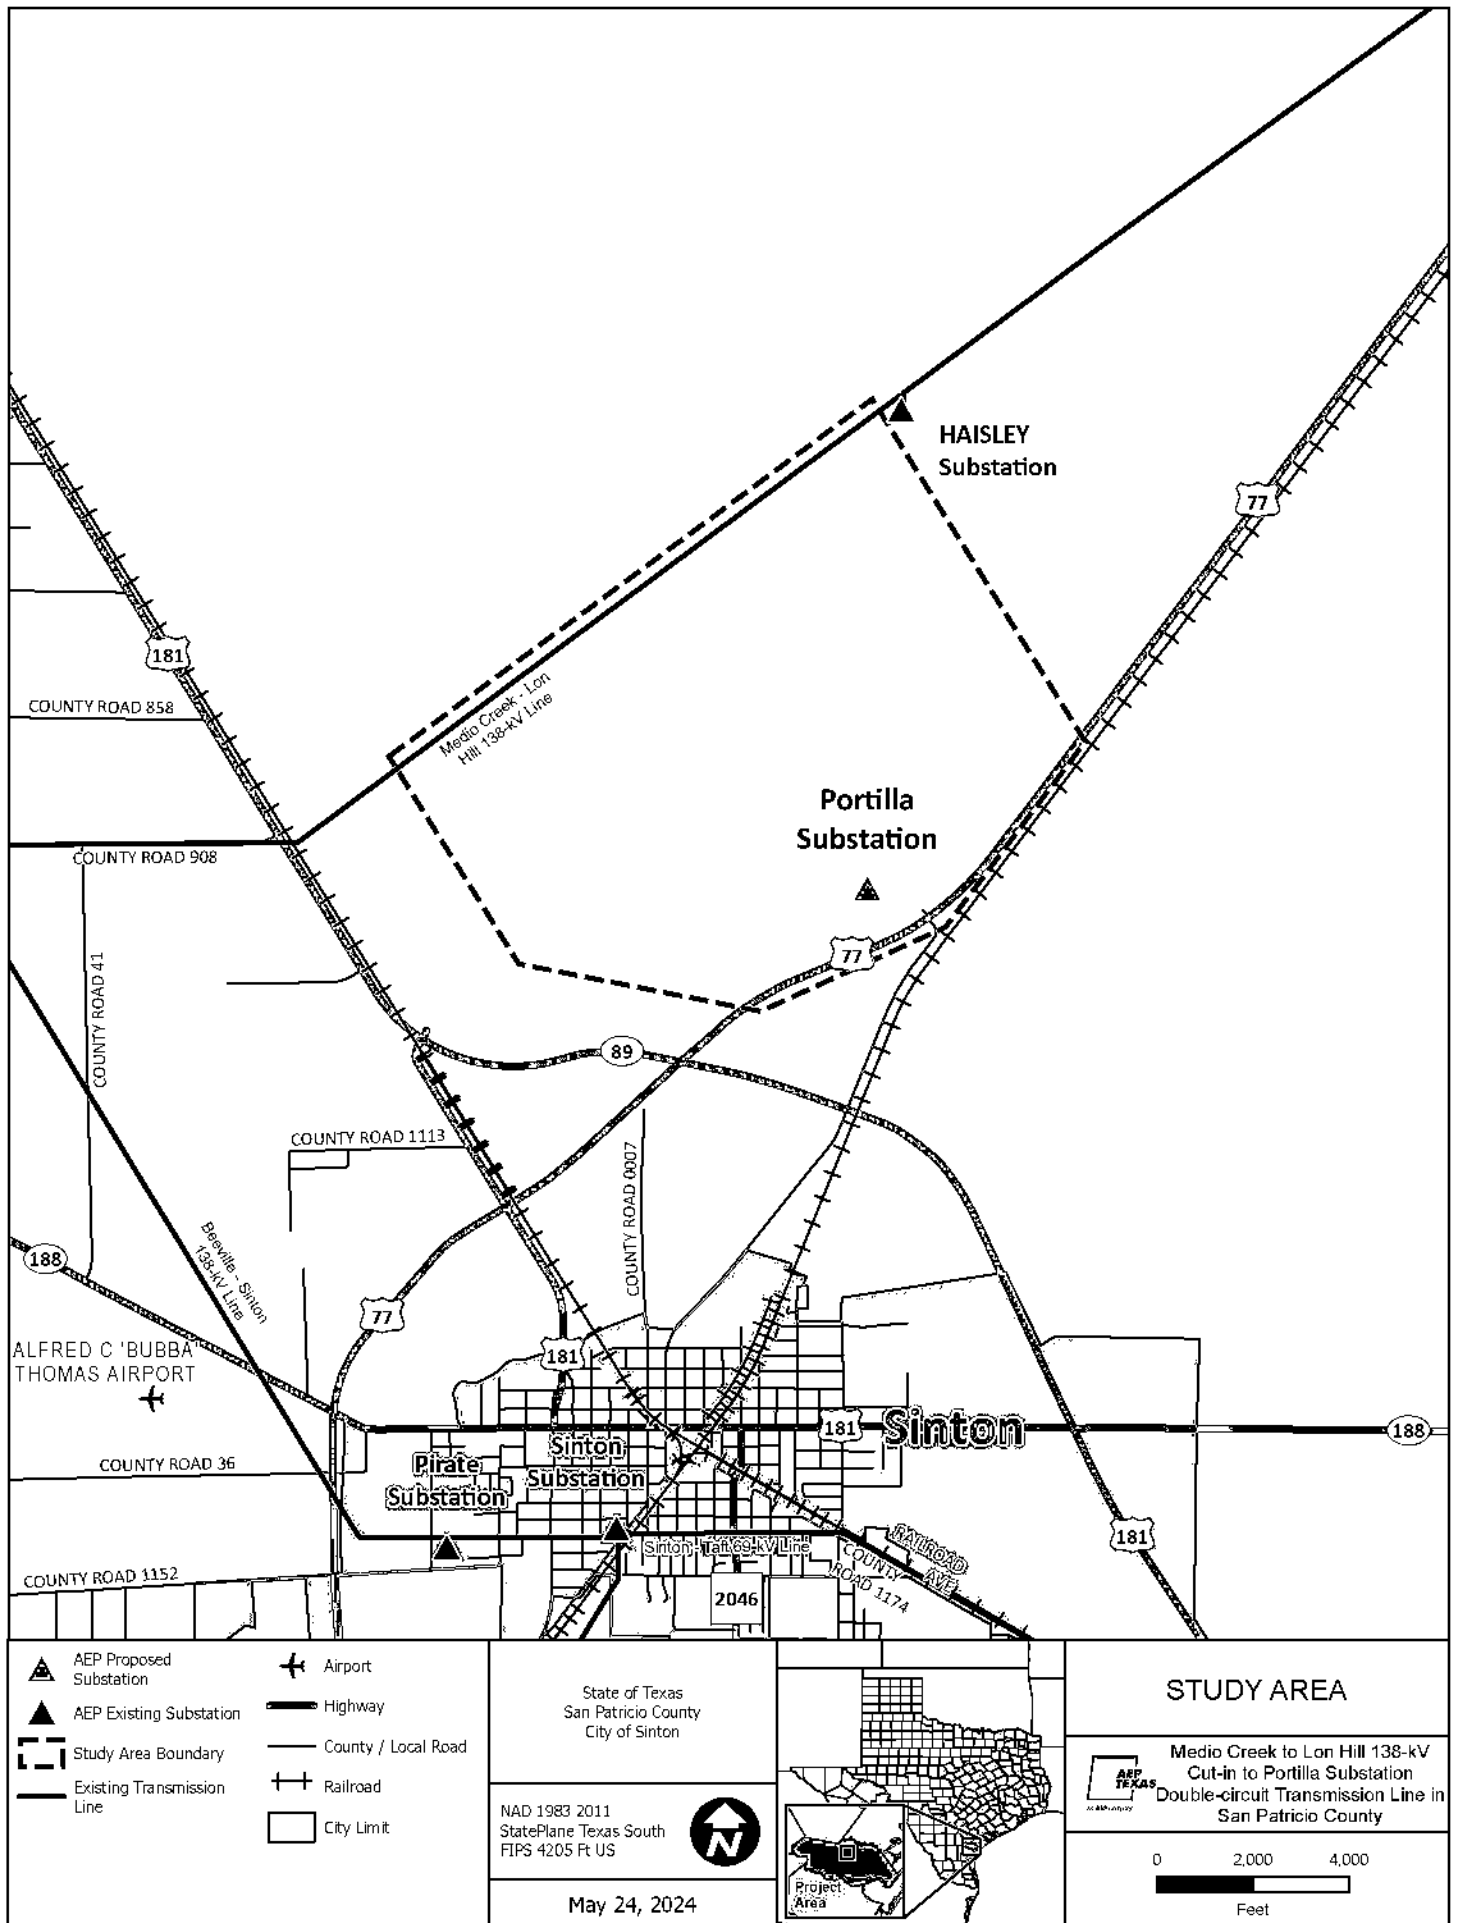 HAISLEY
Substation
77
181
COUNTY ROAD 858
Medio Creek - Lon
Hill 138-kV Line
Portilla
Substation
COUNTY ROAD 908
77
COUNTY ROAD 41
89
COUNTY ROAD 1113
COUNTY ROAD 0007
188
Beeville - Sinton
138-kV Line
77
ALFRED C 'BUBBA'
THOMAS AIRPORT
181
181
Sinton
188
COUNTY ROAD 36
Pirate
Substation
Sinton
Substation
181
Sinton - Taft 69-kV Line
RAILROAD
AVE
COUNTY
ROAD 1174
COUNTY ROAD 1152
2046
AEP Proposed
Substation
AEP Existing Substation
Study Area Boundary
Existing Transmission
Line
Airport
Highway
County / Local Road
Railroad
City Limit
State of Texas
San Patricio County
City of Sinton
NAD 1983 2011
StatePlane Texas South
FIPS 4205 Ft US
N
May 24, 2024
Project
Area
STUDY AREA
AEP
TEXAS
Medio Creek to Lon Hill 138-kV
Cut-in to Portilla Substation
Double-circuit Transmission Line in
San Patricio County
0 2,000 4,000
Feet